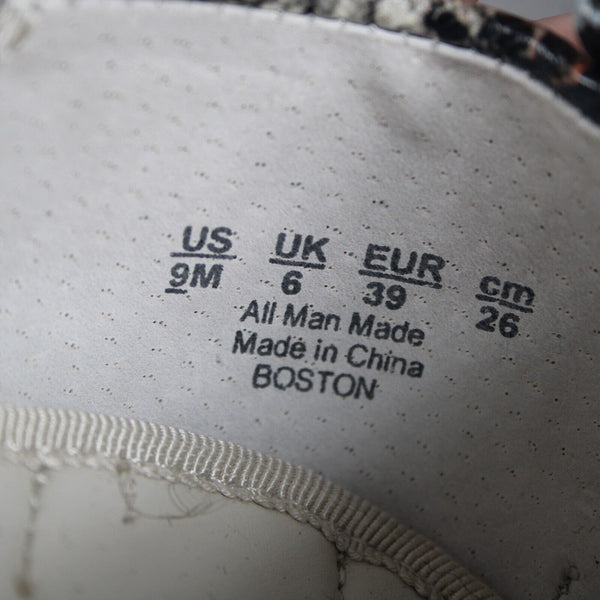 US UK EUR cm
9M 6 39 26
All Man Made
Made in China
BOSTON